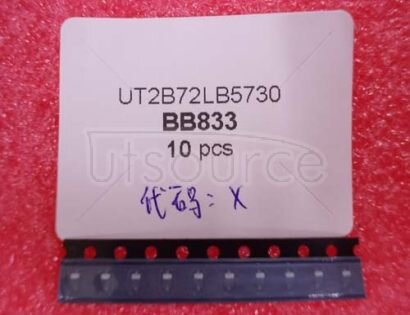 UT2B72LB5730
BB833
10 pcs
utsource
代码: X